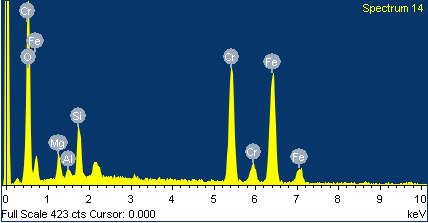 Spectrum 14
Cr
Fe
O
Mg
Al
Si
Cr
Cr
Fe
Fe
0 1 2 3 4 5 6 7 8 9 10
Full Scale 423 cts Cursor: 0.000 keV